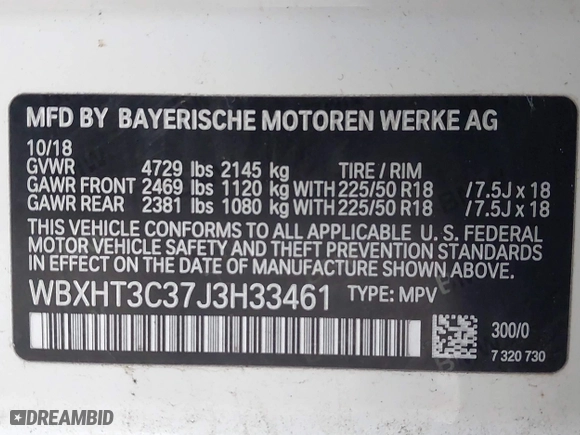 MFD BY BAYERISCHE MOTOREN WERKE AG
10/18
GVWR 4729 lbs 2145 kg TIRE / RIM
GAWR FRONT 2469 lbs 1120 kg WITH 225/50 R18 /7.5J x 18
GAWR REAR 2381 lbs 1080 kg WITH 225/50 R18 /7.5J x 18
THIS VEHICLE CONFORMS TO ALL APPLICABLE U. S. FEDERAL
MOTOR VEHICLE SAFETY AND THEFT PREVENTION STANDARDS
IN EFFECT ON THE DATE OF MANUFACTURE SHOWN ABOVE.
WBXHT3C37J3H33461 TYPE: MPV
300/0
7 320 730
DREAMBID